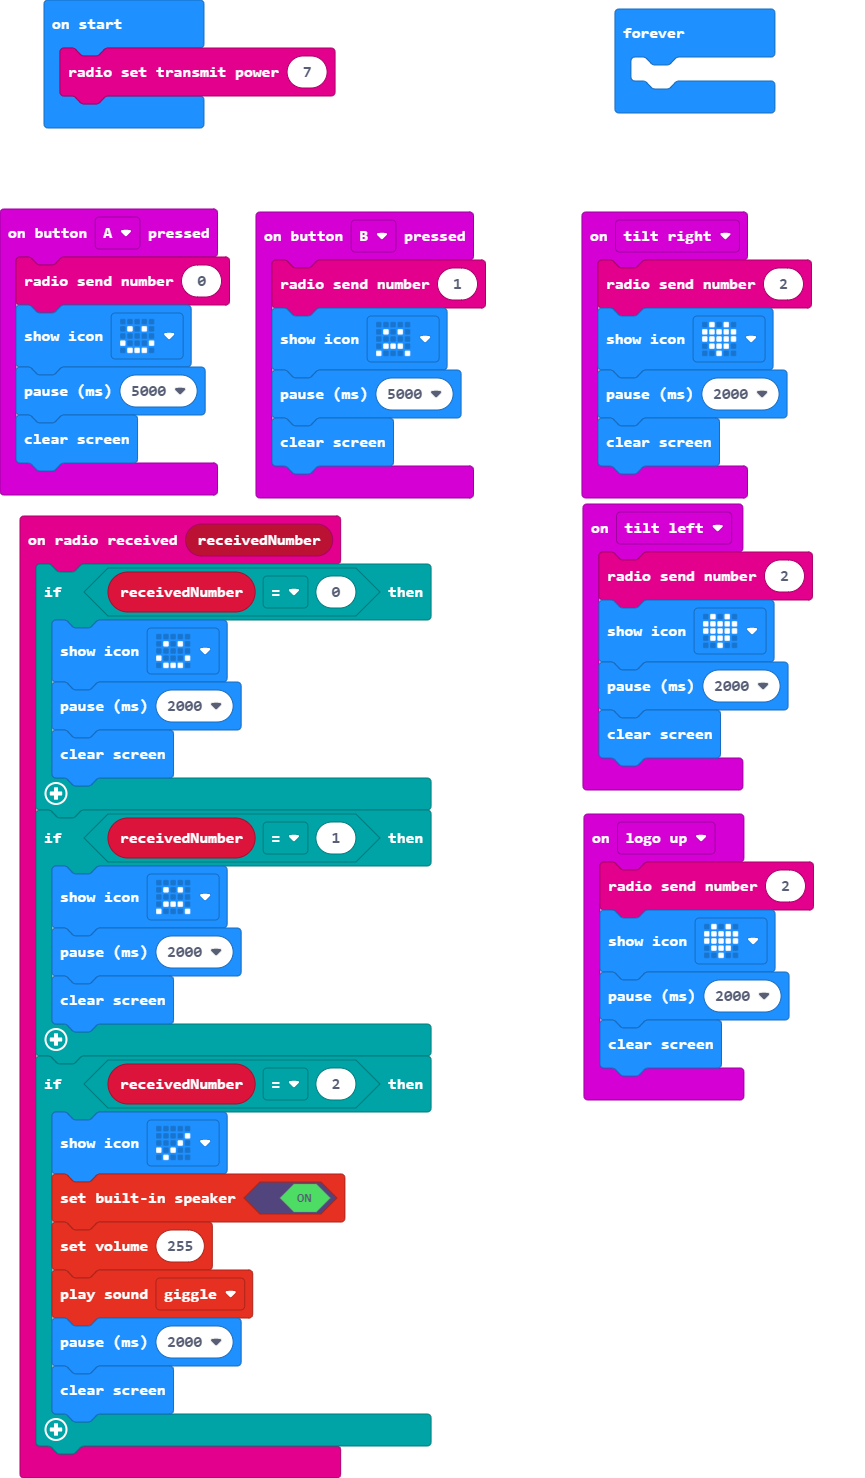 on start
radio set transmit power 7
forever
on button A pressed
radio send number 0
show icon
pause (ms) 5000
clear screen
on button B pressed
radio send number 1
show icon
pause (ms) 5000
clear screen
on tilt right
radio send number 2
show icon
pause (ms) 2000
clear screen
on tilt left
radio send number 2
show icon
pause (ms) 2000
clear screen
on logo up
radio send number 2
show icon
pause (ms) 2000
clear screen
on radio received receivedNumber
if receivedNumber = 0 then
show icon
pause (ms) 2000
clear screen
if receivedNumber = 1 then
show icon
pause (ms) 2000
clear screen
if receivedNumber = 2 then
show icon
set built-in speaker ON
set volume 255
play sound giggle
pause (ms) 2000
clear screen